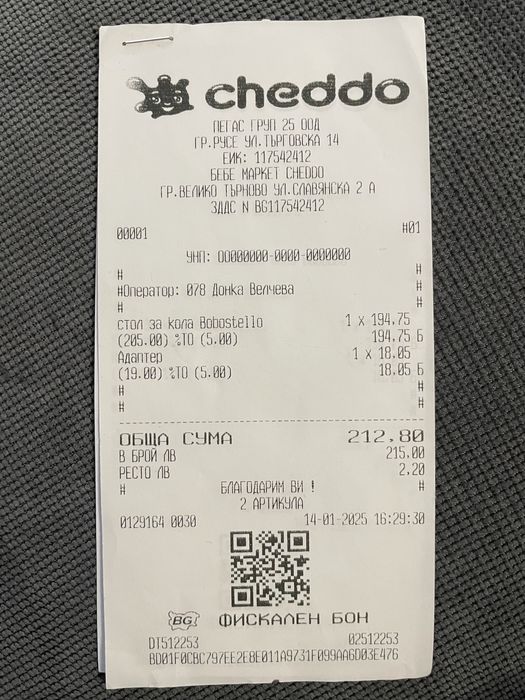 cheddo
ПЕГАС ГРУП 25 ООД
ГР.РУСЕ УЛ.ТЪРГОВСКА 14
ЕИК: 117542412
БЕБЕ МАРКЕТ CHEDDO
ГР.ВЕЛИКО ТЪРНОВО УЛ.СЛАВЯНСКА 2 А
ЗДДС N BG117542412
00001 #01
УНП: OO000000-0000-0000000
# #
#Оператор: 078 Донка Велчева #
# #
стол за кола Bobostello 1 x 194.75
(205.00) %ТО (5.00) 194.75 Б
Адаптер 1 x 18.05
(19.00) %ТО (5.00) 18.05 Б
# #
# #
ОБЩА СУМА 212.80
В БРОЙ ЛВ 215.00
РЕСТО ЛВ 2.20
# БЛАГОДАРИМ ВИ ! #
2 АРТИКУЛА
0129164 0030 14-01-2025 16:29:30
BG ФИСКАЛЕН БОН
DT512253 02512253
BD01F0CBC797EE2E8E011A9731F099AA6D03E476